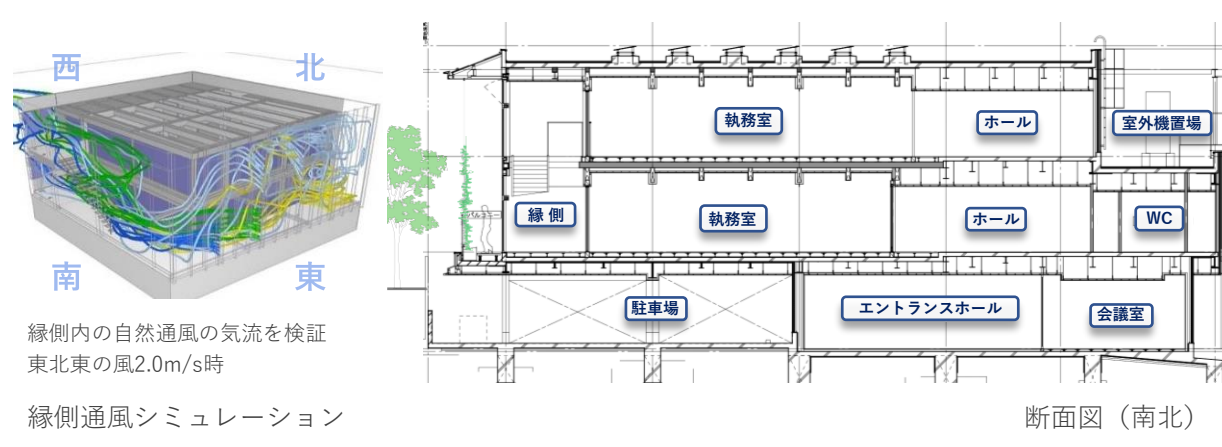 西
北
南
東
縁側内の自然通風の気流を検証
東北東の風2.0m/s時
縁側通風シミュレーション
執務室
ホール
室外機置場
縁 側
執務室
ホール
WC
駐車場
エントランスホール
会議室
断面図（南北）